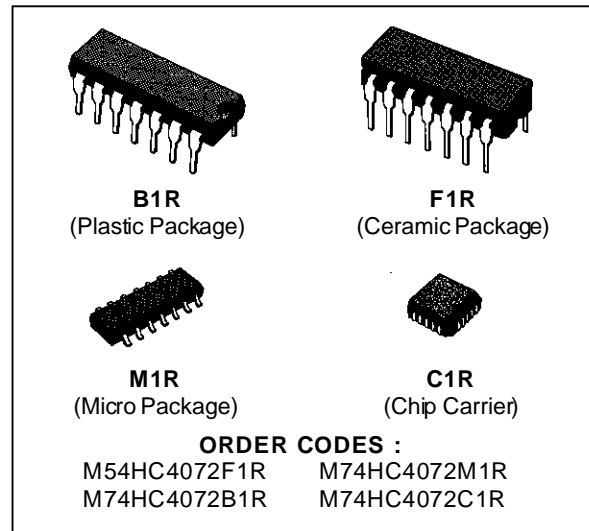 B1R
(Plastic Package)
F1R
(Ceramic Package)
M1R
(Micro Package)
C1R
(Chip Carrier)
ORDER CODES :
M54HC4072F1R M74HC4072M1R
M74HC4072B1R M74HC4072C1R